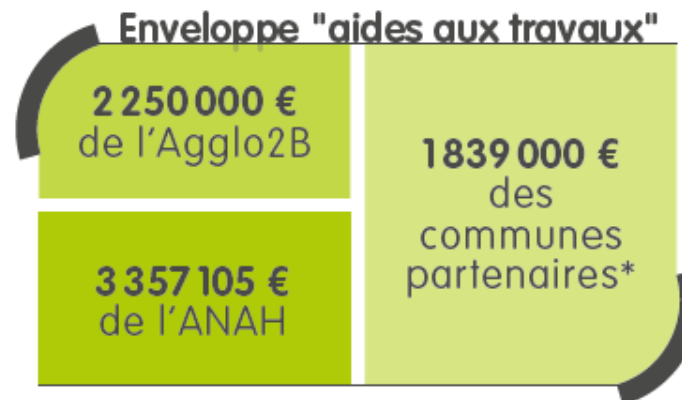 Enveloppe "aides aux travaux"
2 250 000 €
de l'Agglo2B
3 357 105 €
de l'ANAH
1 839 000 €
des
communes
partenaires*